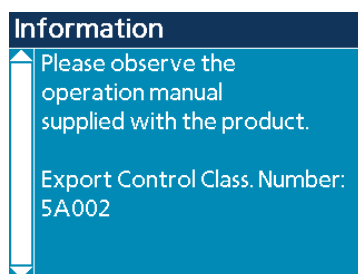 Information
Please observe the
operation manual
supplied with the product.
Export Control Class. Number:
5A002